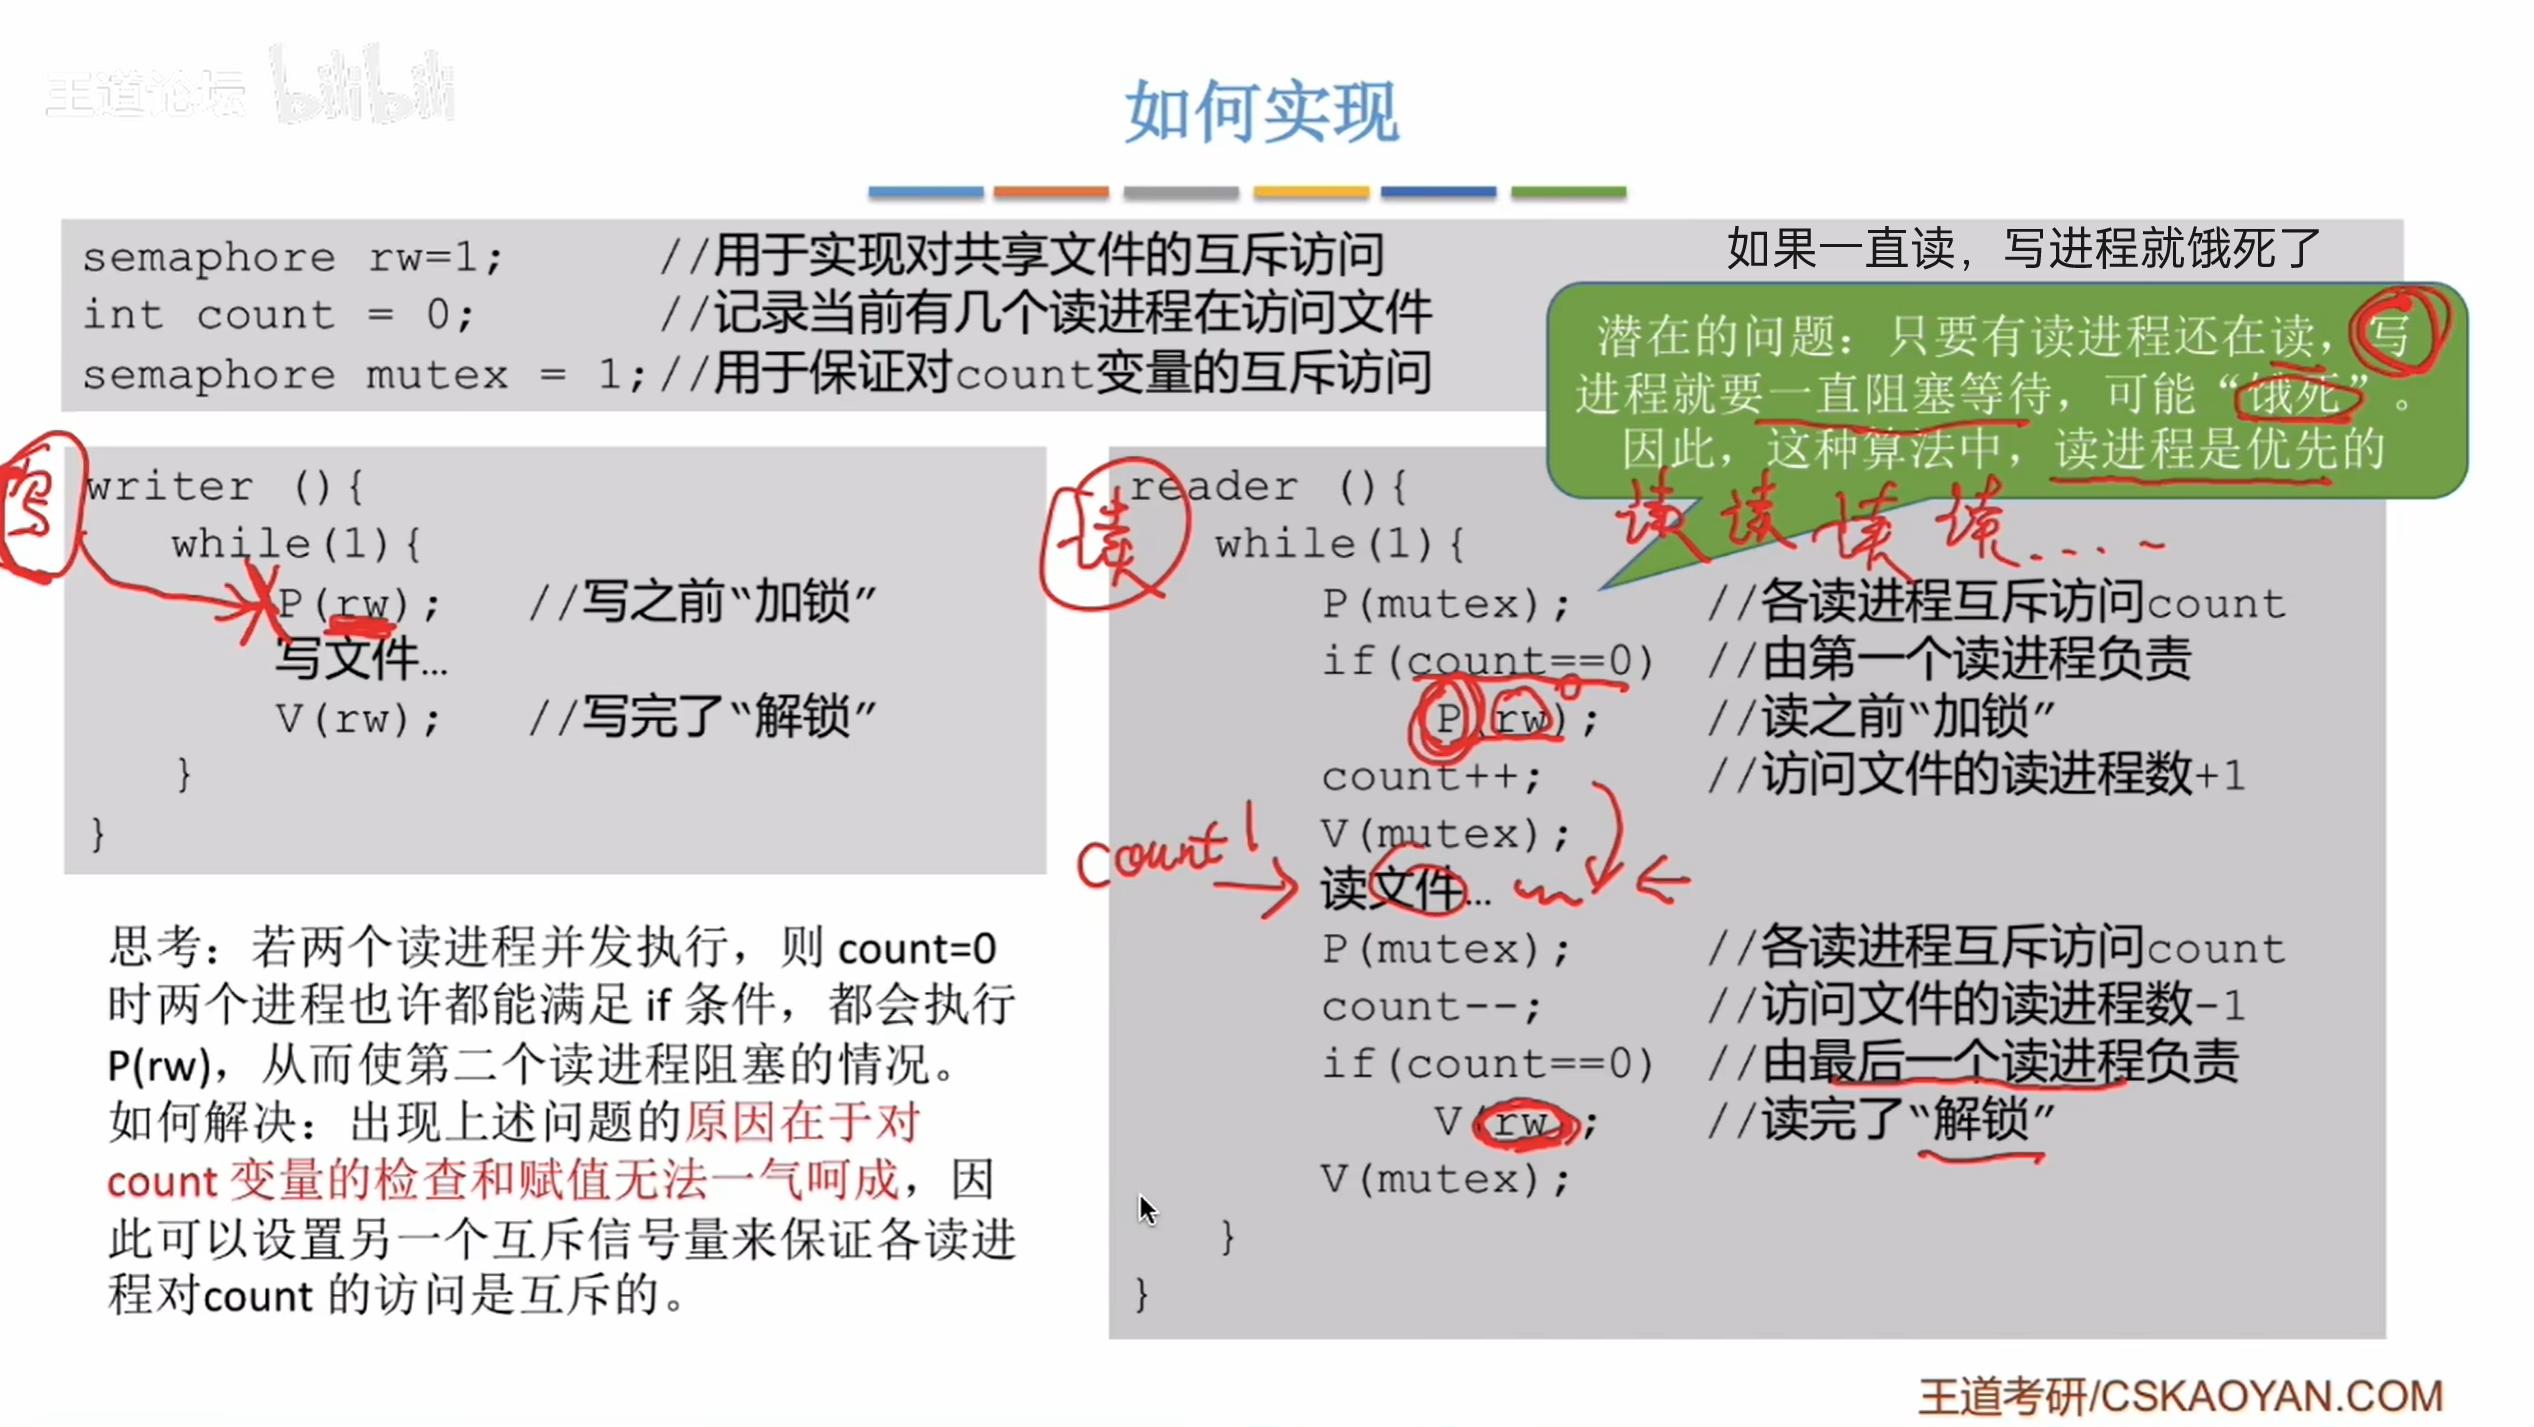 王道论坛 bilibili
如何实现
semaphore rw=1; //用于实现对共享文件的互斥访问
int count = 0; //记录当前有几个读进程在访问文件
semaphore mutex = 1; //用于保证对count变量的互斥访问
如果一直读，写进程就饿死了
潜在的问题：只要有读进程还在读，写
进程就要一直阻塞等待，可能“饿死”。
因此，这种算法中，读进程是优先的
写
writer (){
while(1){
P(rw); //写之前“加锁”
写文件…
V(rw); //写完了“解锁”
}
}
读
读 读 读 读....
reader (){
while(1){
P(mutex); //各读进程互斥访问count
if(count==0) //由第一个读进程负责
P(rw); //读之前“加锁”
count++; //访问文件的读进程数+1
V(mutex);
count 1
读文件…
P(mutex); //各读进程互斥访问count
count--; //访问文件的读进程数-1
if(count==0) //由最后一个读进程负责
V(rw); //读完了“解锁”
V(mutex);
}
}
思考：若两个读进程并发执行，则 count=0
时两个进程也许都能满足 if 条件，都会执行
P(rw)，从而使第二个读进程阻塞的情况。
如何解决：出现上述问题的原因在于对
count 变量的检查和赋值无法一气呵成，因
此可以设置另一个互斥信号量来保证各读进
程对count 的访问是互斥的。
王道考研/CSKAOYAN.COM